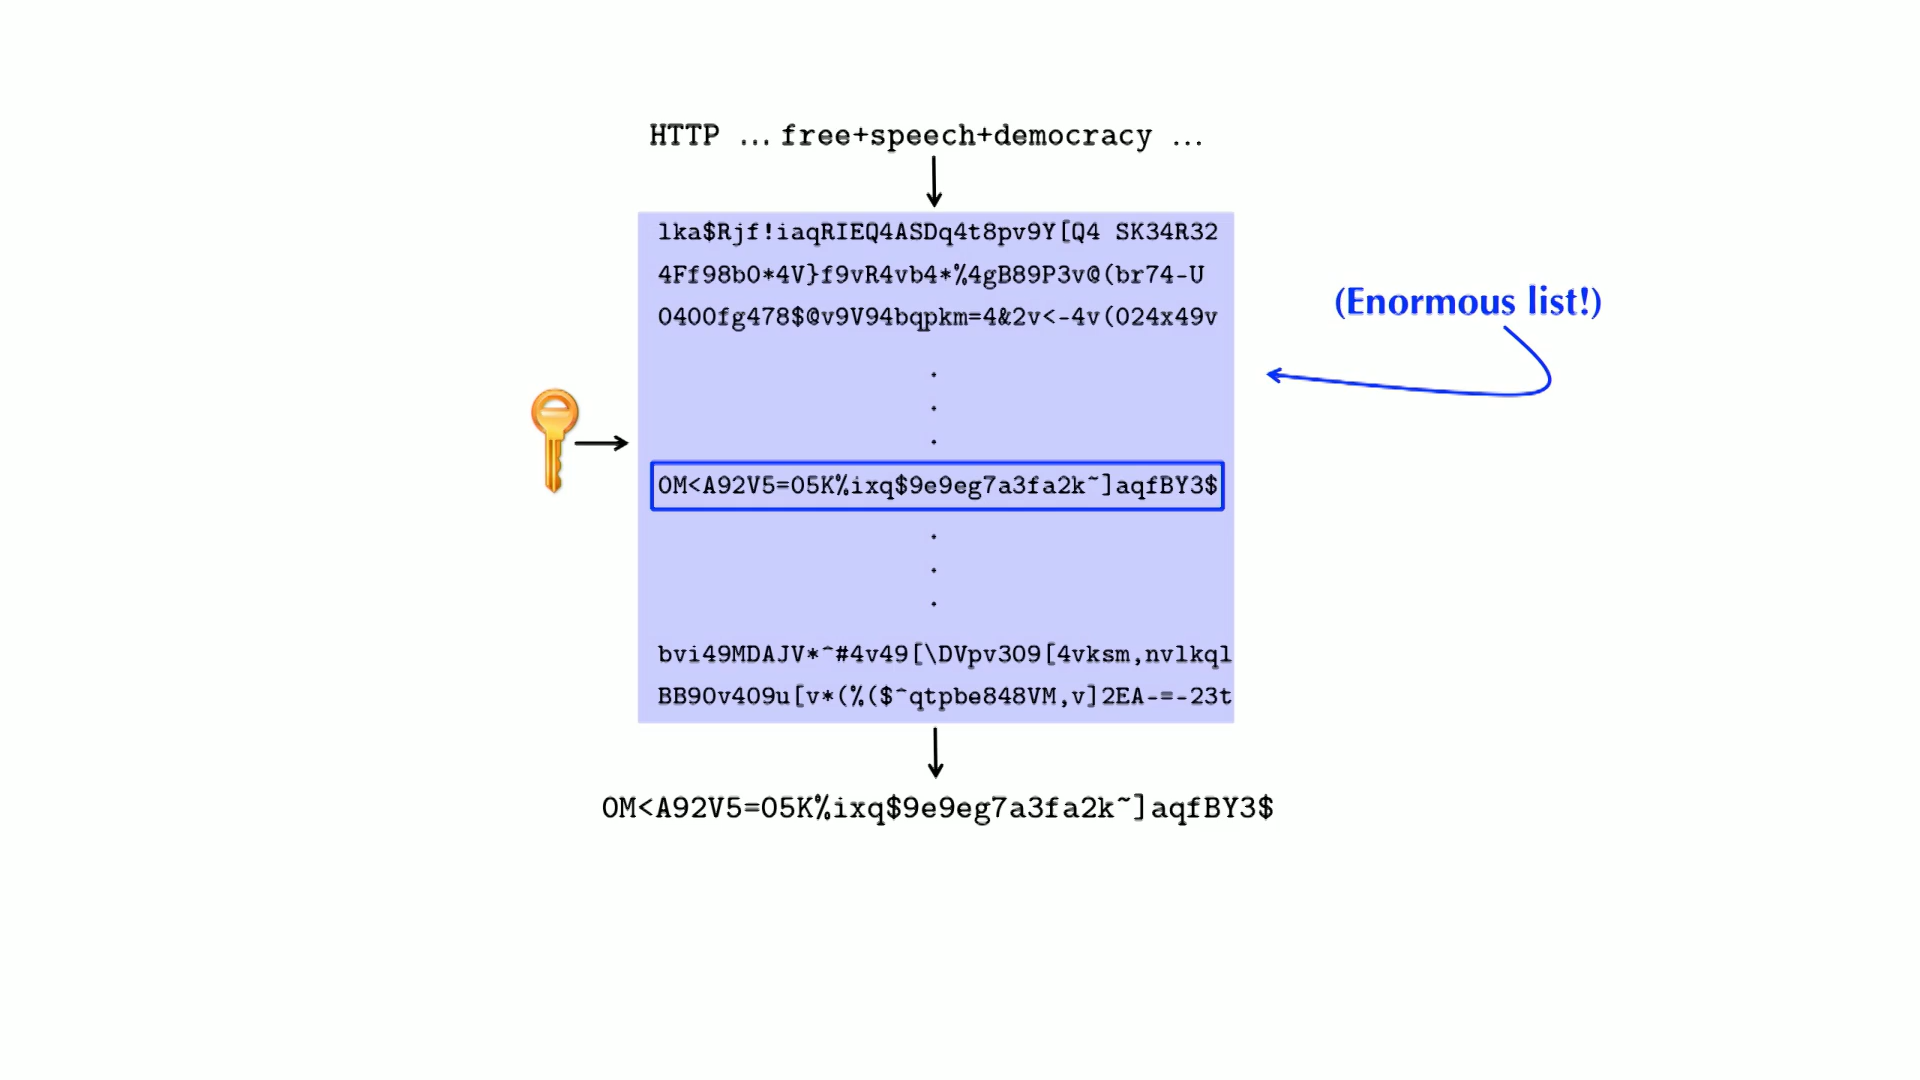 HTTP ... free+speech+democracy ...
lka$Rjf!iaqRIEQ4ASDq4t8pv9Y[Q4 SK34R32
4Ff98b0*4V}f9vR4vb4*%4gB89P3v@(br74-U
0400fg478$@v9V94bqpkm=4&2v<-4v(024x49v
(Enormous list!)
.
.
.
OM<A92V5=05K%ixq$9e9eg7a3fa2k~]aqfBY3$
.
.
.
bvi49MDAJV*^#4v49[\DVpv309[4vksm,nvlkql
BB90v409u[v*(%($^qtpbe848VM,v]2EA-=-23t
OM<A92V5=05K%ixq$9e9eg7a3fa2k~]aqfBY3$